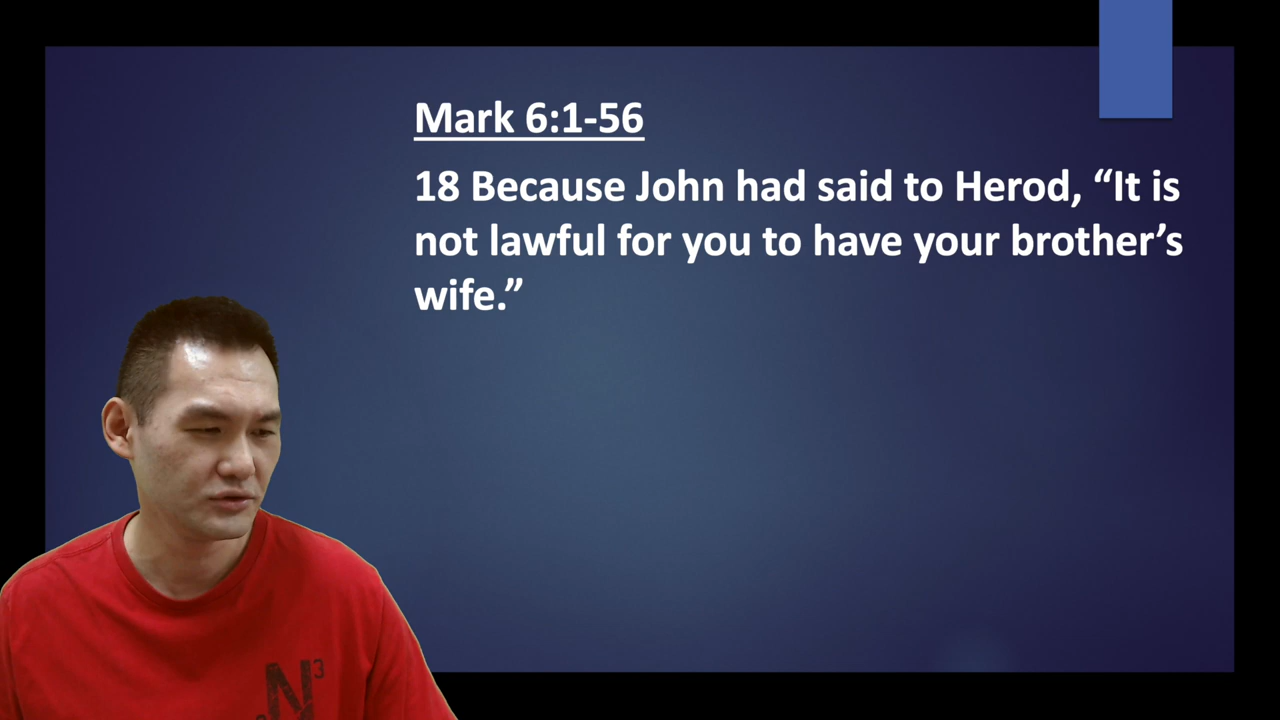 Mark 6:1-56
18 Because John had said to Herod, “It is
not lawful for you to have your brother’s
wife.”
N3